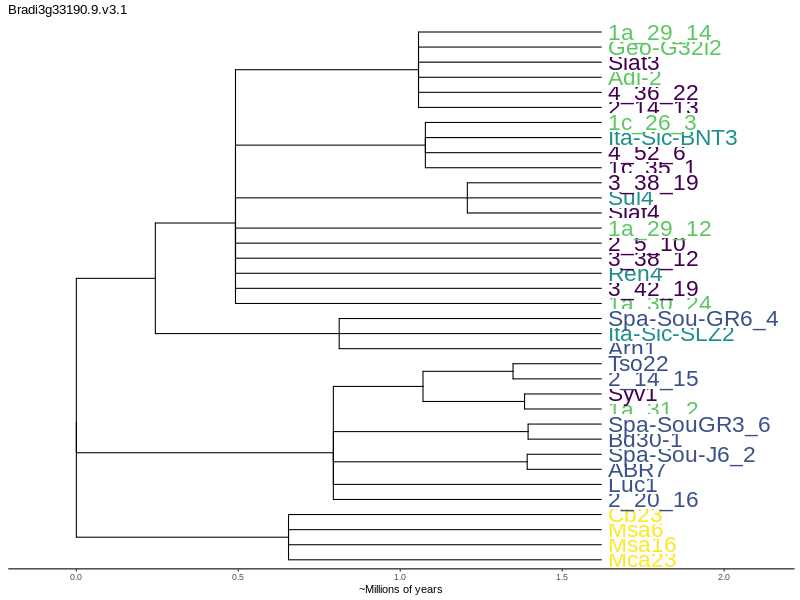 Bradi3g33190.9.v3.1
1a_29_14
Geo-G32i2
Siat3
Adi-2
4_36_22
2_14_13
1c_26_3
Ita-Sic-BNT3
4_52_6
1c_35_1
3_38_19
Sul4
Slat4
1a_29_12
2_5_10
3_38_12
Ren4
3_42_19
1a_30_24
Spa-Sou-GR6_4
Ita-Sic-SLZ2
Arn1
Tso22
2_14_15
Syv1
1a_31_2
Spa-SouGR3_6
Bd30-1
Spa-Sou-J6_2
ABR7
Luc1
2_20_16
Cb23
Msa6
Msa16
Mca23
0.0 0.5 1.0 1.5 2.0
~Millions of years